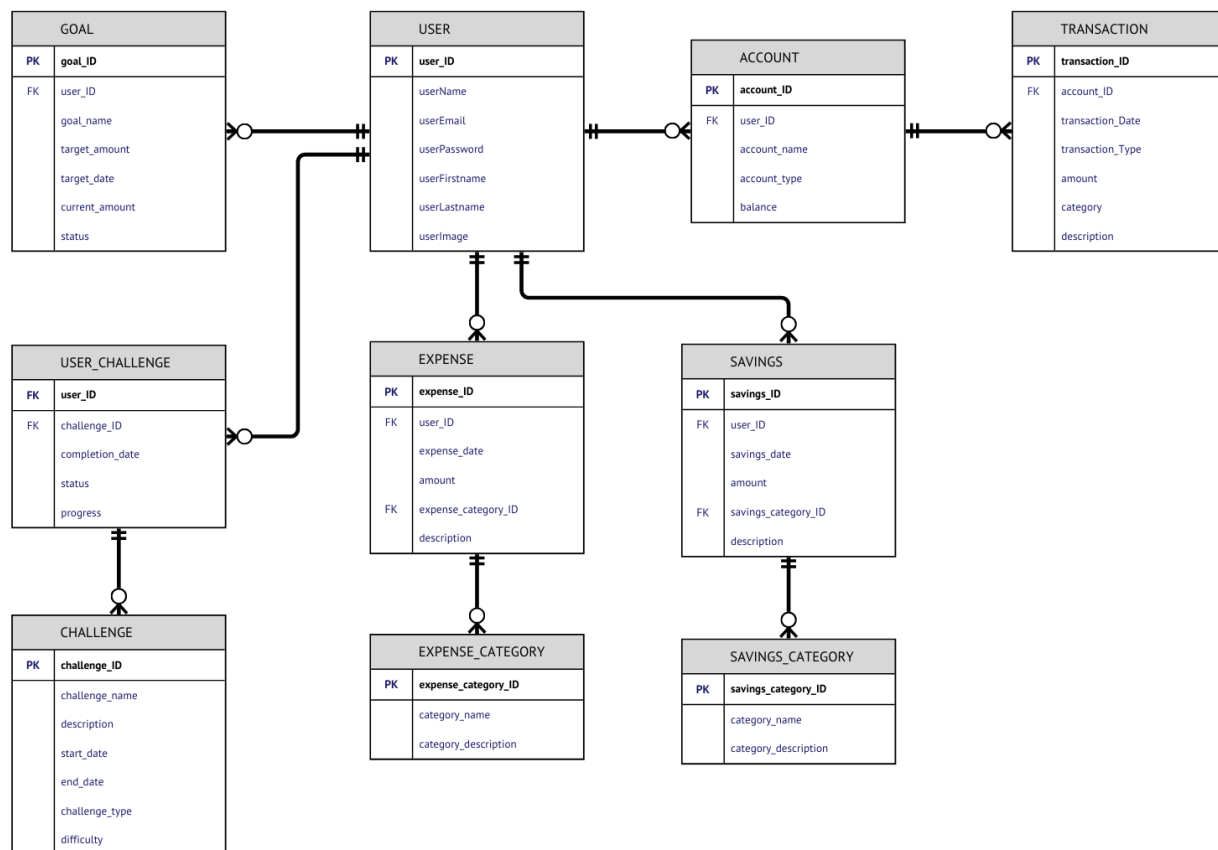 GOAL
PK goal_ID
FK user_ID
goal_name
target_amount
target_date
current_amount
status
USER
PK user_ID
userName
userEmail
userPassword
userFirstname
userLastname
userImage
ACCOUNT
PK account_ID
FK user_ID
account_name
account_type
balance
TRANSACTION
PK transaction_ID
FK account_ID
transaction_Date
transaction_Type
amount
category
description
USER_CHALLENGE
FK user_ID
FK challenge_ID
completion_date
status
progress
EXPENSE
PK expense_ID
FK user_ID
expense_date
amount
FK expense_category_ID
description
SAVINGS
PK savings_ID
FK user_ID
savings_date
amount
FK savings_category_ID
description
CHALLENGE
PK challenge_ID
challenge_name
description
start_date
end_date
challenge_type
difficulty
EXPENSE_CATEGORY
PK expense_category_ID
category_name
category_description
SAVINGS_CATEGORY
PK savings_category_ID
category_name
category_description